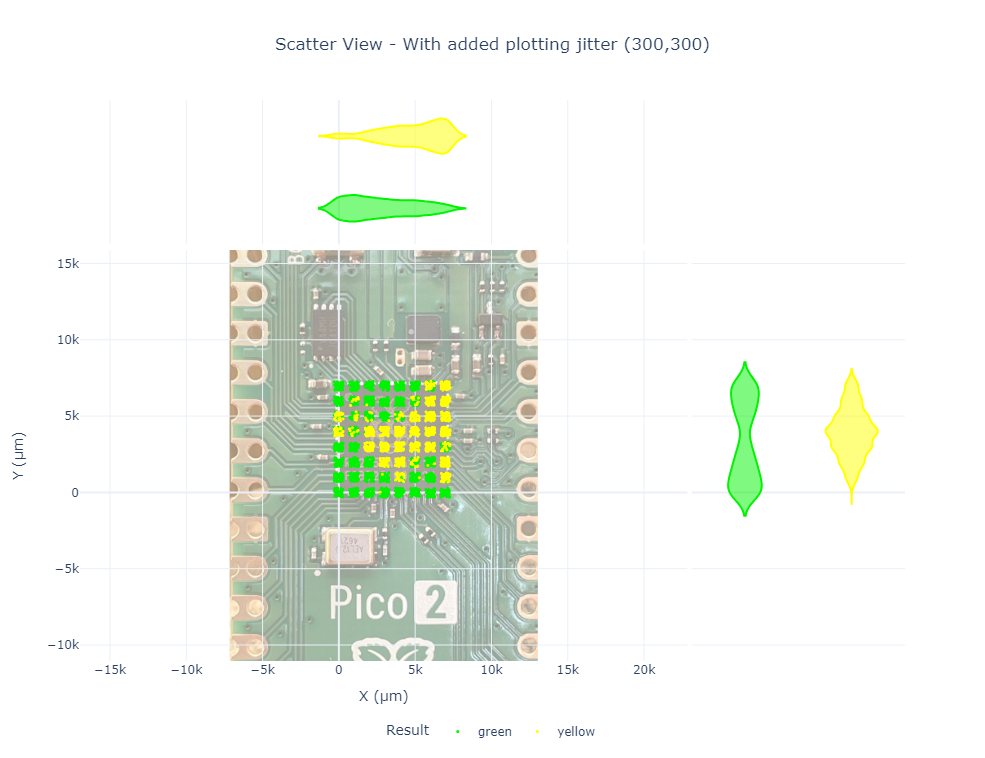 Scatter View - With added plotting jitter (300,300)
−15k −10k −5k 0 5k 10k 15k 20k
15k
10k
5k
0
−5k
−10k
Y (μm)
X (μm)
Pico 2
Result green yellow